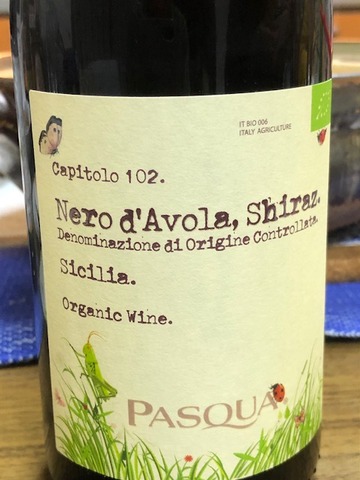 IT BIO 006
ITALY AGRICULTURE
Capitolo 102.
Nero d'Avola, Shiraz.
Denominazione di Origine Controllata.
Sicilia.
Organic Wine.
PASQUA